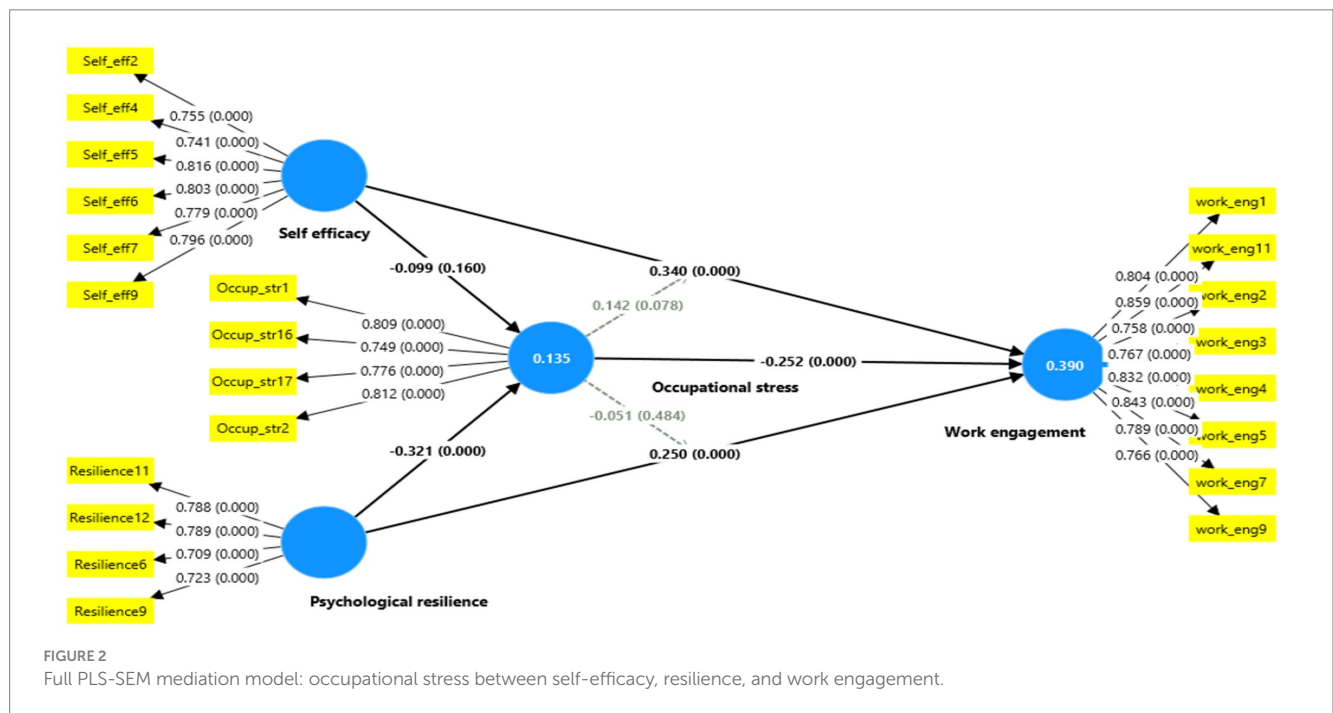 Self_eff2
Self_eff4
Self_eff5
Self_eff6
Self_eff7
Self_eff9
0.755 (0.000)
0.741 (0.000)
0.816 (0.000)
0.803 (0.000)
0.779 (0.000)
0.796 (0.000)
Self efficacy
-0.099 (0.160)
0.340 (0.000)
0.142 (0.078)
Occup_str1
Occup_str16
Occup_str17
Occup_str2
0.809 (0.000)
0.749 (0.000)
0.776 (0.000)
0.812 (0.000)
0.135
-0.252 (0.000)
Occupational stress
-0.051 (0.484)
-0.321 (0.000)
0.250 (0.000)
Resilience11
Resilience12
Resilience6
Resilience9
0.788 (0.000)
0.789 (0.000)
0.709 (0.000)
0.723 (0.000)
Psychological resilience
0.390
Work engagement
0.804 (0.000)
0.859 (0.000)
0.758 (0.000)
0.767 (0.000)
0.832 (0.000)
0.843 (0.000)
0.789 (0.000)
0.766 (0.000)
work_eng1
work_eng11
work_eng2
work_eng3
work_eng4
work_eng5
work_eng7
work_eng9
FIGURE 2
Full PLS-SEM mediation model: occupational stress between self-efficacy, resilience, and work engagement.